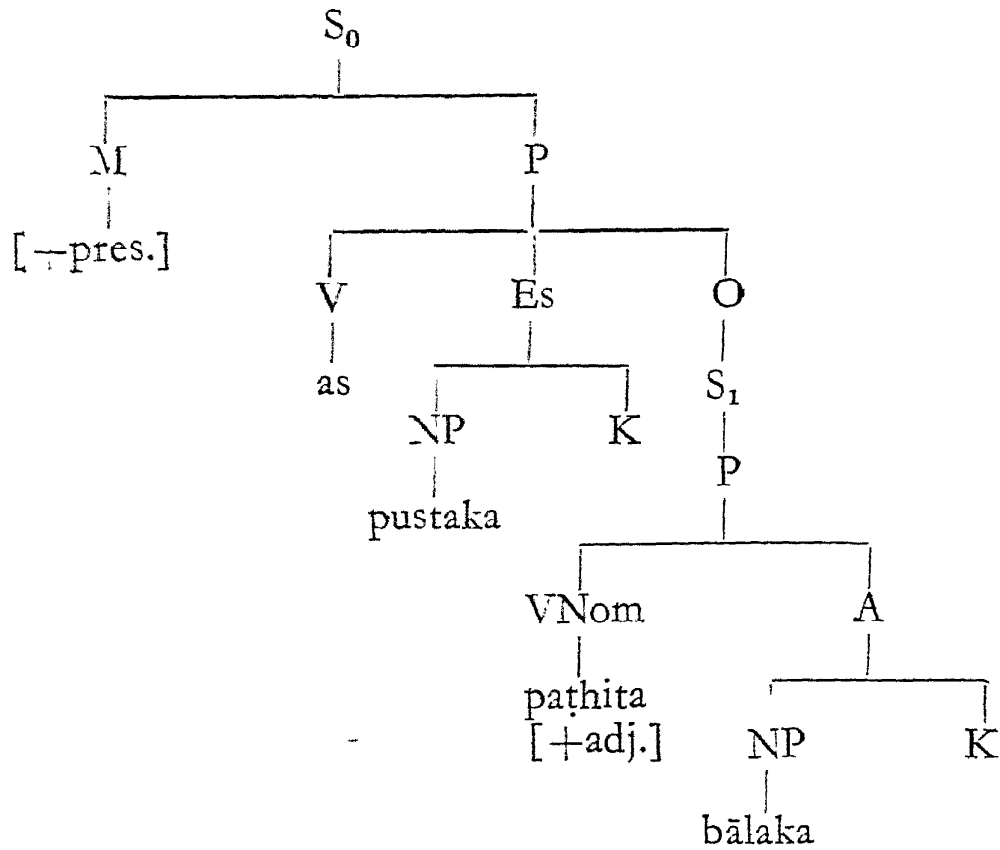 S₀
M P
[+pres.]
V Es O
as S₁
NP K
P
pustaka
VNom A
paṭhita
[+adj.] NP K
bālaka